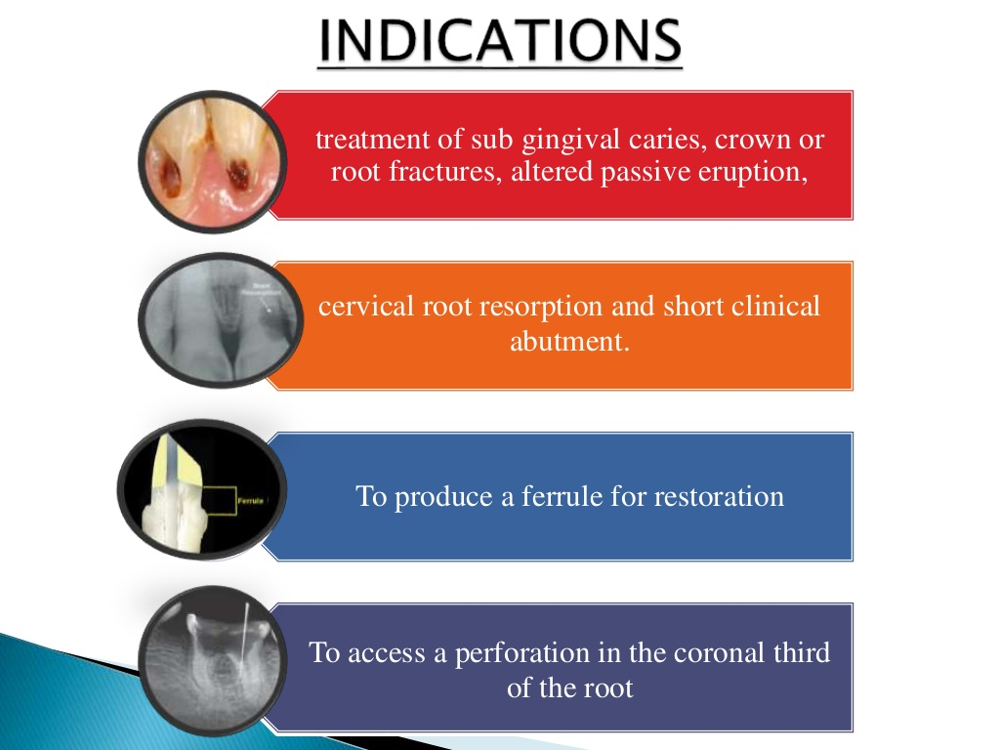 INDICATIONS
treatment of sub gingival caries, crown or
root fractures, altered passive eruption,
cervical root resorption and short clinical
abutment.
Ferrule
To produce a ferrule for restoration
To access a perforation in the coronal third
of the root